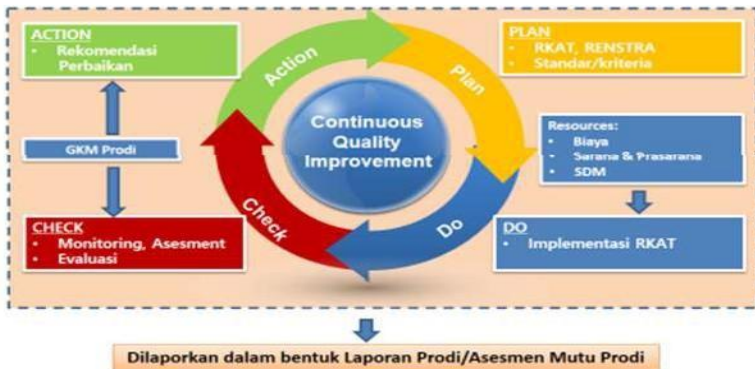 ACTION
• Rekomendasi
Perbaikan
PLAN
• RKAT, RENSTRA
• Standar/kriteria
Action
Plan
Continuous
Quality
Improvement
GKM Prodi
Resources:
• Biaya
• Sarana & Prasarana
• SDM
Check
Do
CHECK
• Monitoring, Asesment
• Evaluasi
DO
• Implementasi RKAT
Dilaporkan dalam bentuk Laporan Prodi/Asesmen Mutu Prodi